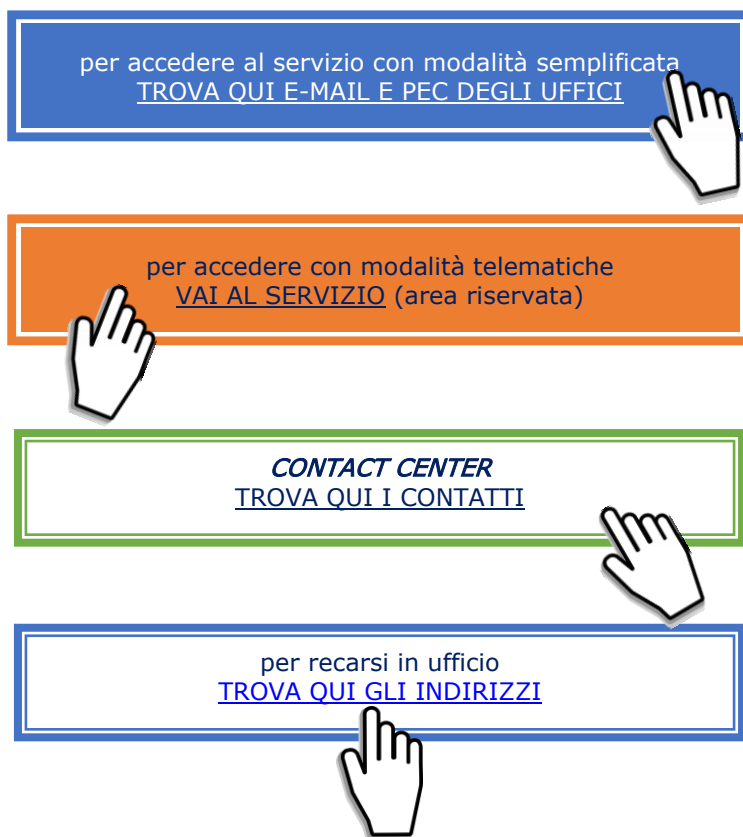 per accedere al servizio con modalità semplificata
TROVA QUI E-MAIL E PEC DEGLI UFFICI
per accedere con modalità telematiche
VAI AL SERVIZIO (area riservata)
CONTACT CENTER
TROVA QUI I CONTATTI
per recarsi in ufficio
TROVA QUI GLI INDIRIZZI